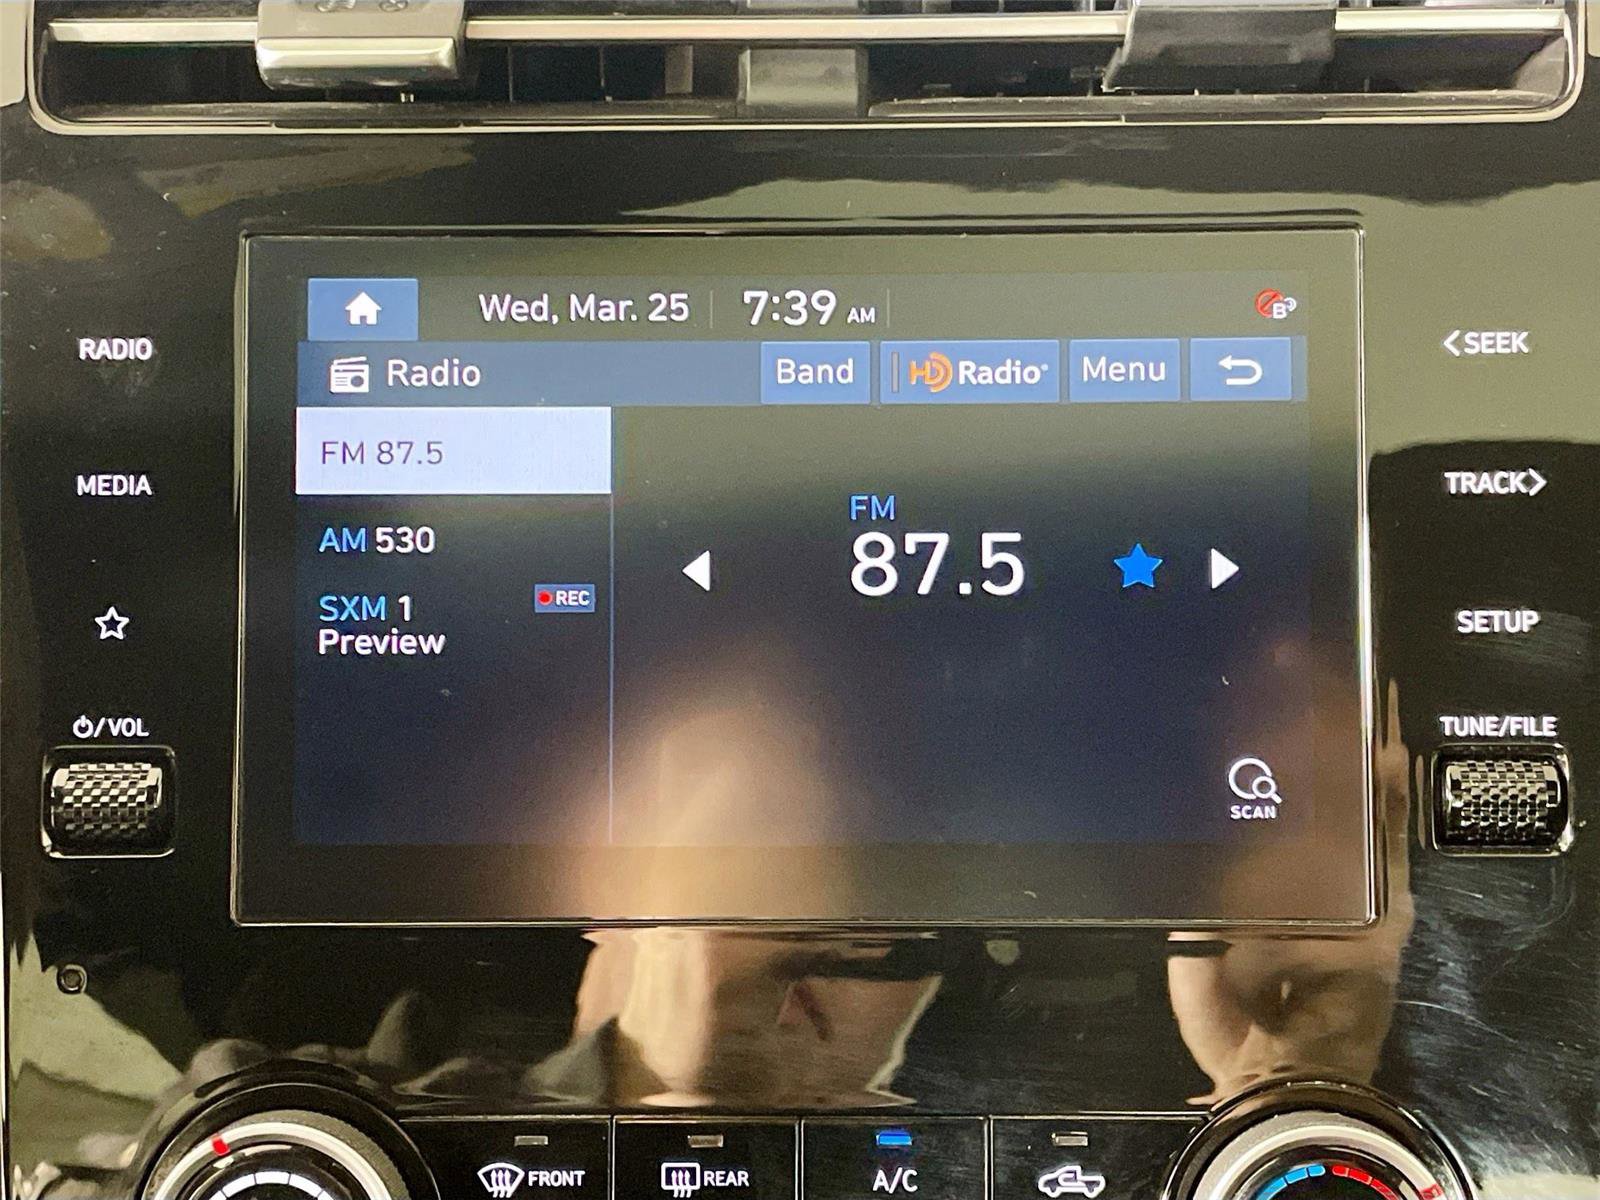 Wed, Mar. 25 7:39 AM
B
RADIO
Radio Band HD Radio® Menu
<SEEK
FM 87.5
MEDIA
TRACK>
FM
87.5
AM 530
SXM 1
Preview
REC
SETUP
/VOL
TUNE/FILE
SCAN
FRONT
REAR
A/C